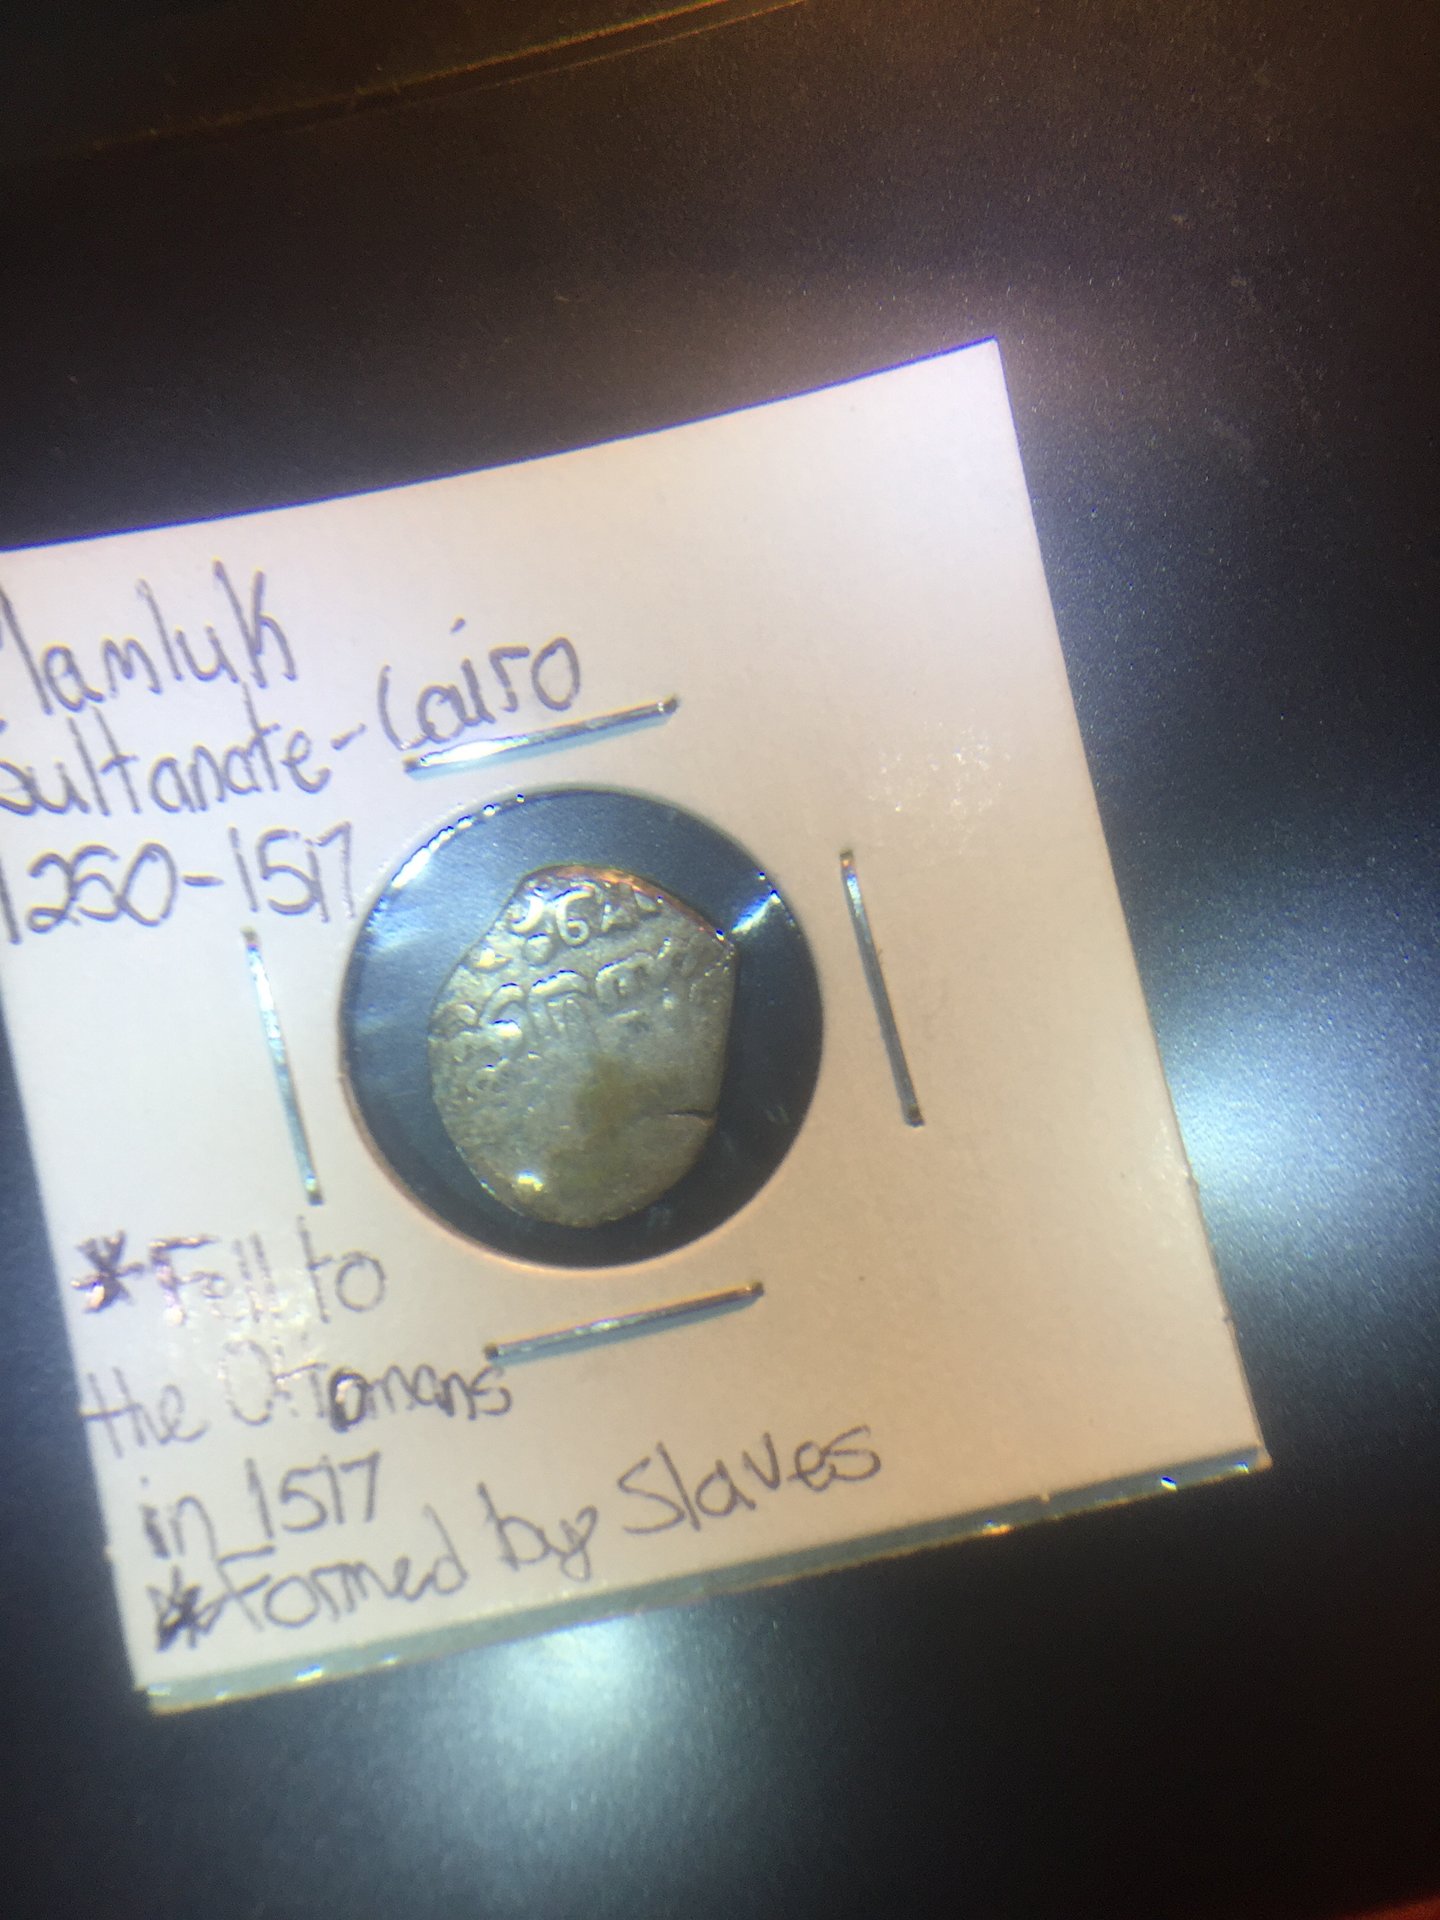 Mamluk
Sultanate-Cairo
1250-1517
*Fell to
the Ottomans
in 1517
*Formed by Slaves